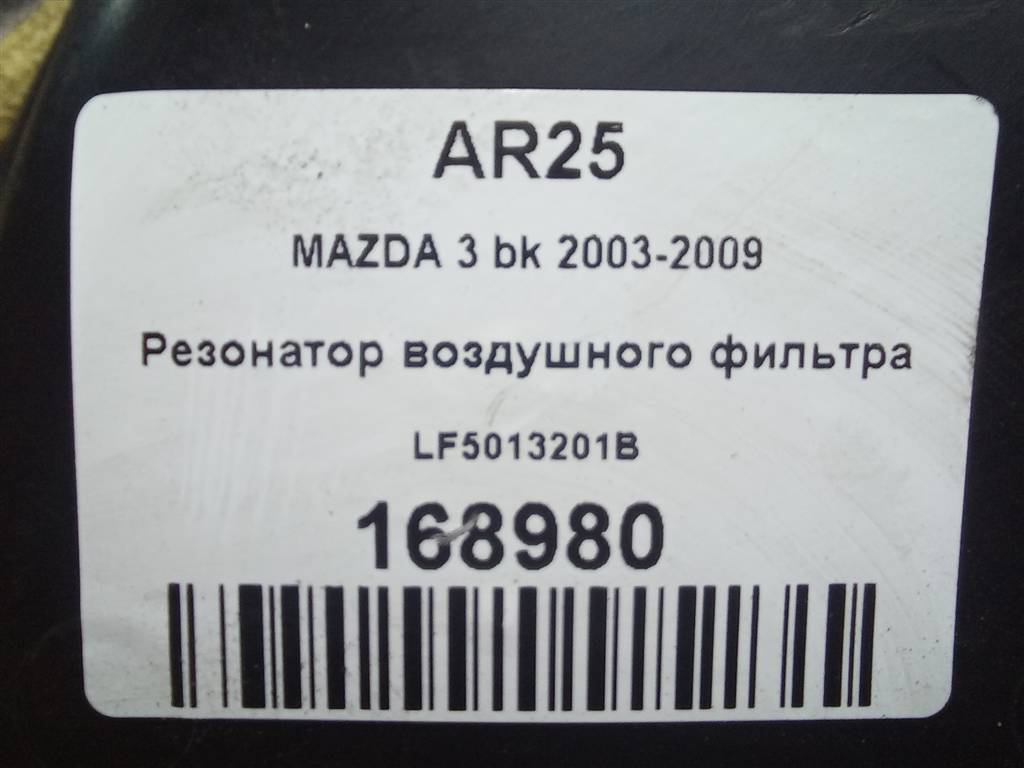 AR25
MAZDA 3 bk 2003-2009
Резонатор воздушного фильтра
LF5013201B
168980